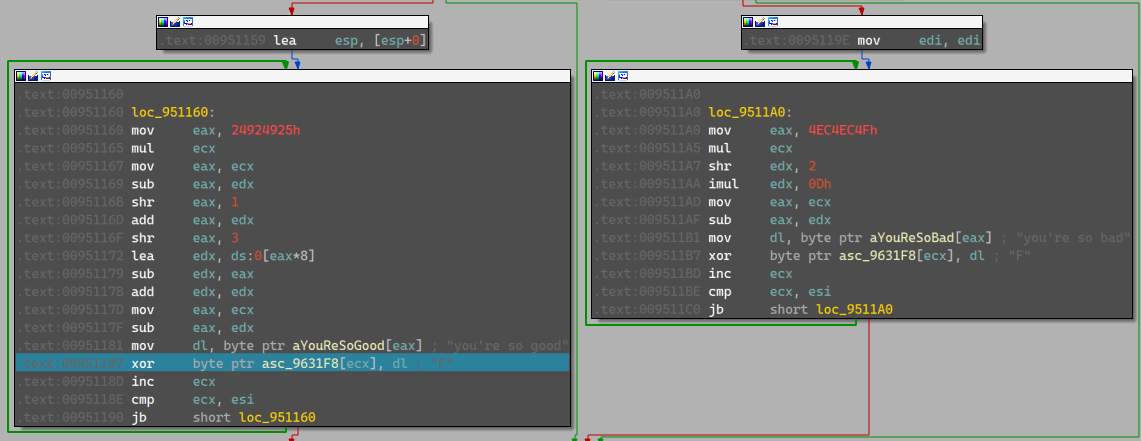 .text:00951159 lea esp, [esp+0]
.text:00951160
.text:00951160 loc_951160:
.text:00951160 mov eax, 24924925h
.text:00951165 mul ecx
.text:00951167 mov eax, ecx
.text:00951169 sub eax, edx
.text:0095116B shr eax, 1
.text:0095116D add eax, edx
.text:0095116F shr eax, 3
.text:00951172 lea edx, ds:0[eax*8]
.text:00951179 sub edx, eax
.text:0095117B add edx, edx
.text:0095117D mov eax, ecx
.text:0095117F sub eax, edx
.text:00951181 mov dl, byte ptr aYouReSoGood[eax] ; "you're so good"
.text:00951187 xor byte ptr asc_9631F8[ecx], dl ; "F"
.text:0095118D inc ecx
.text:0095118E cmp ecx, esi
.text:00951190 jb short loc_951160
.text:0095119E mov edi, edi
.text:009511A0
.text:009511A0 loc_9511A0:
.text:009511A0 mov eax, 4EC4EC4Fh
.text:009511A5 mul ecx
.text:009511A7 shr edx, 2
.text:009511AA imul edx, 0Dh
.text:009511AD mov eax, ecx
.text:009511AF sub eax, edx
.text:009511B1 mov dl, byte ptr aYouReSoBad[eax] ; "you're so bad"
.text:009511B7 xor byte ptr asc_9631F8[ecx], dl ; "F"
.text:009511BD inc ecx
.text:009511BE cmp ecx, esi
.text:009511C0 jb short loc_9511A0